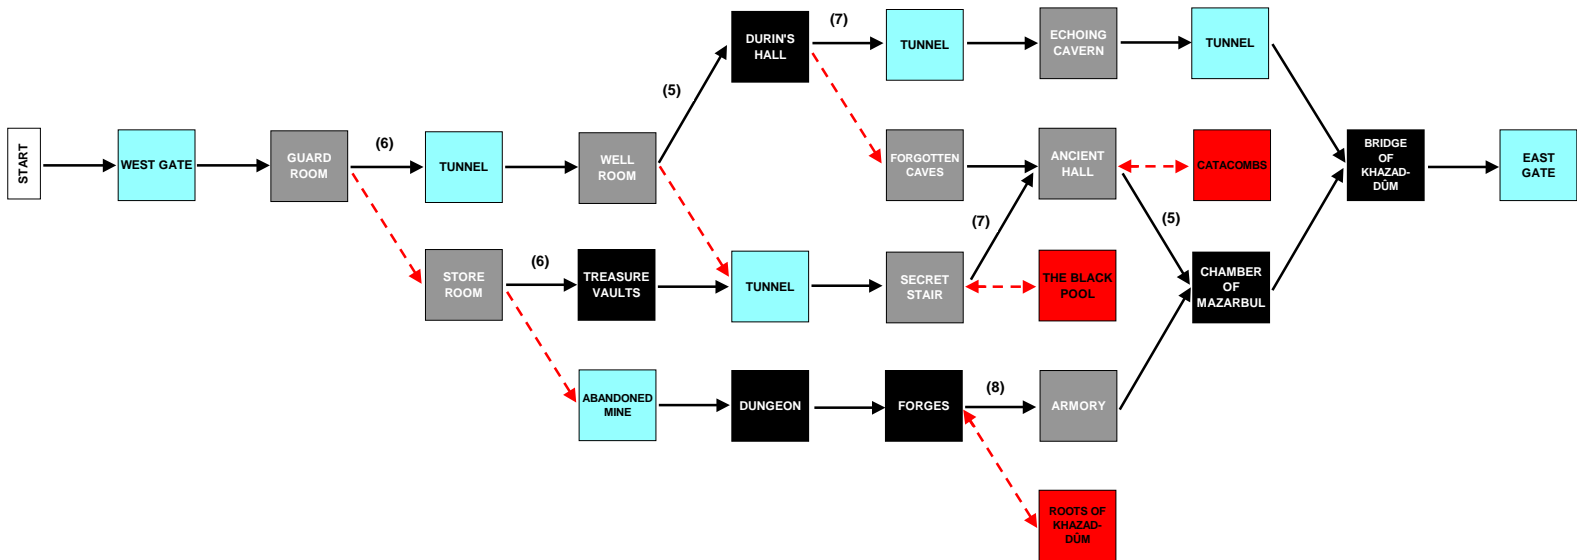 (7)
DURIN'S
HALL
TUNNEL
ECHOING
CAVERN
TUNNEL
(5)
START
WEST GATE
GUARD
ROOM
(6)
TUNNEL
WELL
ROOM
FORGOTTEN
CAVES
ANCIENT
HALL
CATACOMBS
BRIDGE
OF
KHAZAD-
DÛM
EAST
GATE
(7)
(5)
STORE
ROOM
(6)
TREASURE
VAULTS
TUNNEL
SECRET
STAIR
THE BLACK
POOL
CHAMBER
OF
MAZARBUL
ABANDONED
MINE
DUNGEON
FORGES
(8)
ARMORY
ROOTS OF
KHAZAD-
DÛM